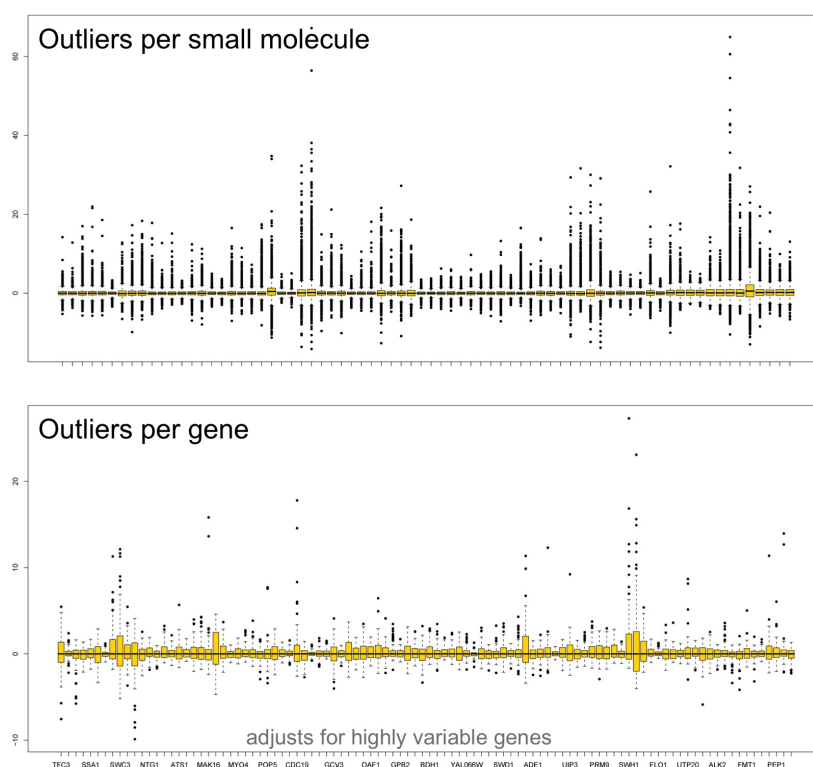 Outliers per small molecule
60
40
20
0
Outliers per gene
20
10
0
-10
adjusts for highly variable genes
TFC3 SSA1 SWC3 NTG1 ATS1 MAK16 MYO4 POP5 CDC19 GCV3 OAF1 GPB2 BDH1 YAL066W SWD1 ADE1 UIP3 PRM9 SWH1 FLO1 UTP20 ALK2 FMT1 PEP1